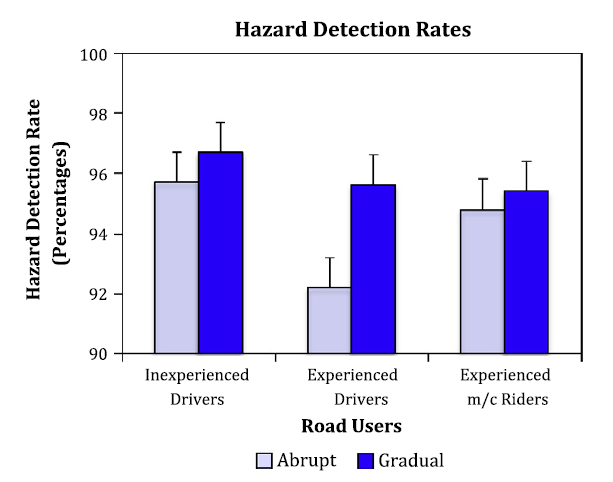 Hazard Detection Rates
Hazard Detection Rate
(Percentages)
100
98
96
94
92
90
Inexperienced Drivers
Experienced Drivers
Experienced m/c Riders
Road Users
Abrupt Gradual